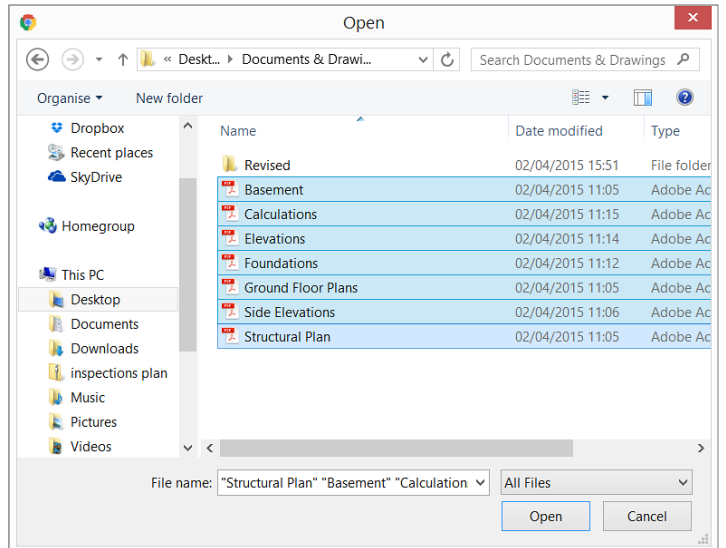 Open
« Deskt... Documents & Drawi... Search Documents & Drawings
Organise New folder
Name Date modified Type
Dropbox
Recent places
SkyDrive
Homegroup
This PC
Desktop
Documents
Downloads
inspections plan
Music
Pictures
Videos
Revised 02/04/2015 15:51 File folder
Basement 02/04/2015 11:05 Adobe Ac
Calculations 02/04/2015 11:15 Adobe Ac
Elevations 02/04/2015 11:14 Adobe Ac
Foundations 02/04/2015 11:12 Adobe Ac
Ground Floor Plans 02/04/2015 11:05 Adobe Ac
Side Elevations 02/04/2015 11:06 Adobe Ac
Structural Plan 02/04/2015 11:05 Adobe Ac
File name: "Structural Plan" "Basement" "Calculation All Files
Open Cancel